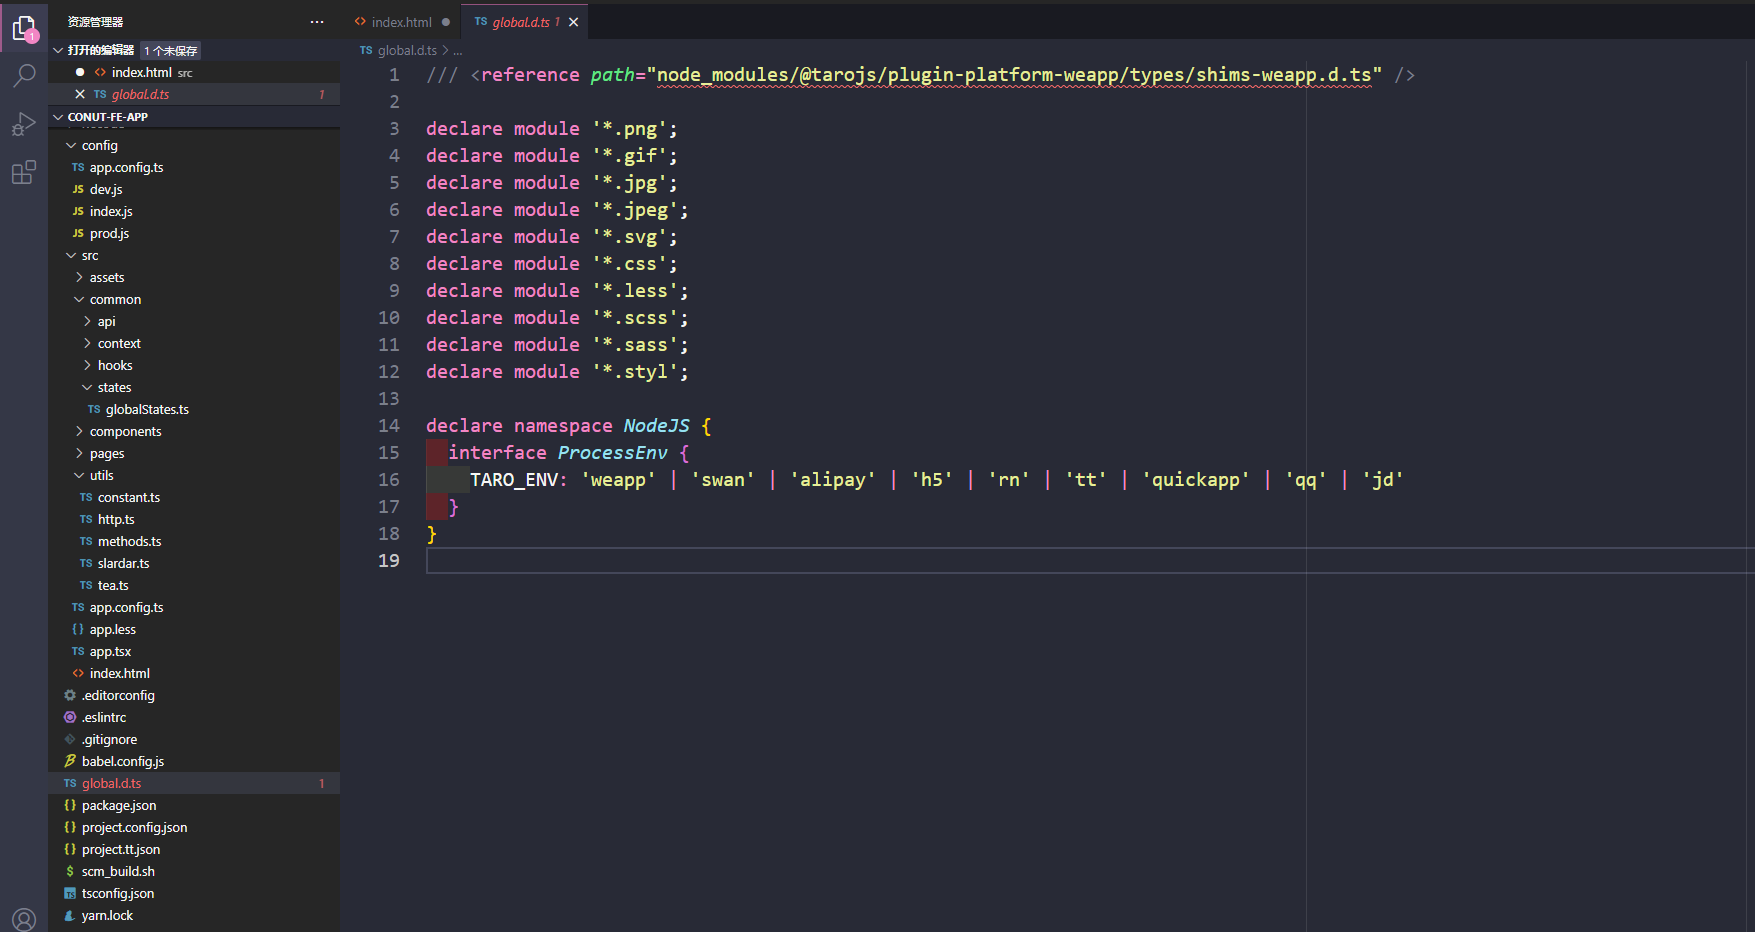 资源管理器
···
打开的编辑器 1 个未保存
index.html src
global.d.ts 1
CONUT-FE-APP
config
TS app.config.ts
JS dev.js
JS index.js
JS prod.js
src
assets
common
api
context
hooks
states
TS globalStates.ts
components
pages
utils
TS constant.ts
TS http.ts
TS methods.ts
TS slardar.ts
TS tea.ts
TS app.config.ts
{} app.less
TS app.tsx
<> index.html
.editorconfig
.eslintrc
.gitignore
babel.config.js
TS global.d.ts 1
{} package.json
{} project.config.json
{} project.tt.json
$ scm_build.sh
TS tsconfig.json
yarn.lock
1
<> index.html
TS global.d.ts 1
TS global.d.ts > ...
1 /// <reference path="node_modules/@tarojs/plugin-platform-weapp/types/shims-weapp.d.ts" />
2
3 declare module '*.png';
4 declare module '*.gif';
5 declare module '*.jpg';
6 declare module '*.jpeg';
7 declare module '*.svg';
8 declare module '*.css';
9 declare module '*.less';
10 declare module '*.scss';
11 declare module '*.sass';
12 declare module '*.styl';
13
14 declare namespace NodeJS {
15 interface ProcessEnv {
16 TARO_ENV: 'weapp' | 'swan' | 'alipay' | 'h5' | 'rn' | 'tt' | 'quickapp' | 'qq' | 'jd'
17 }
18 }
19